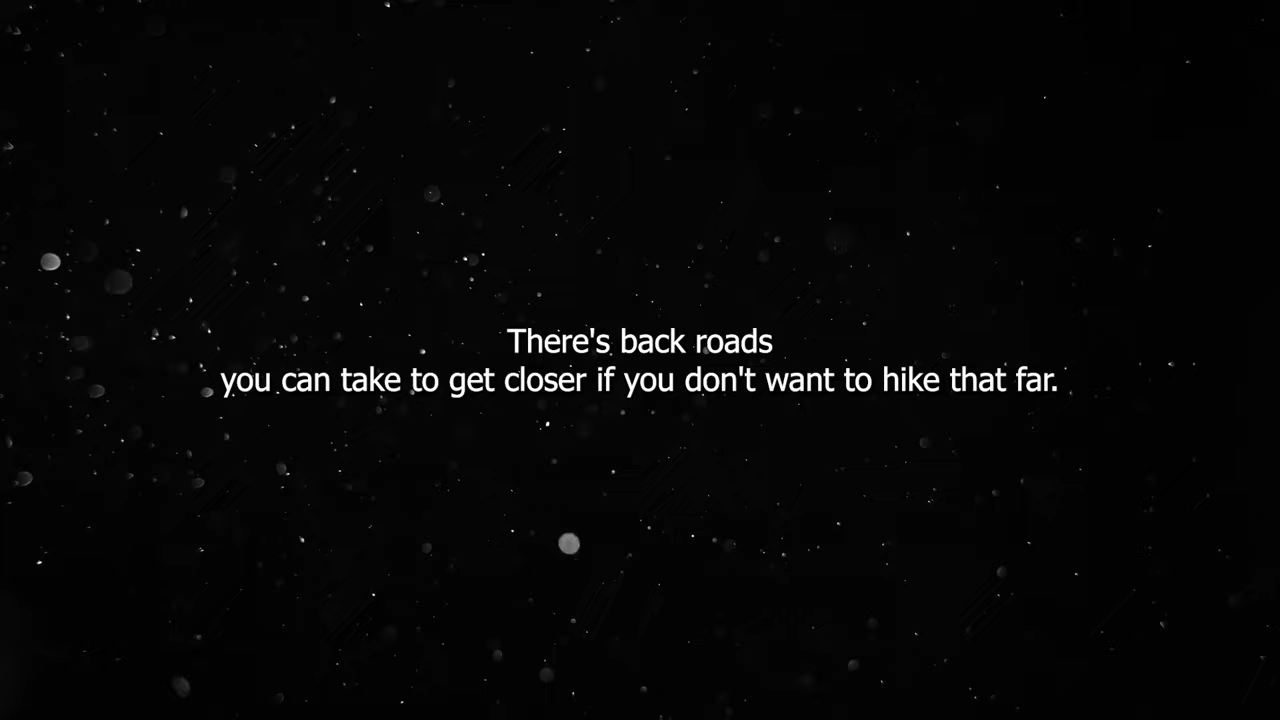 There's back roads
you can take to get closer if you don't want to hike that far.